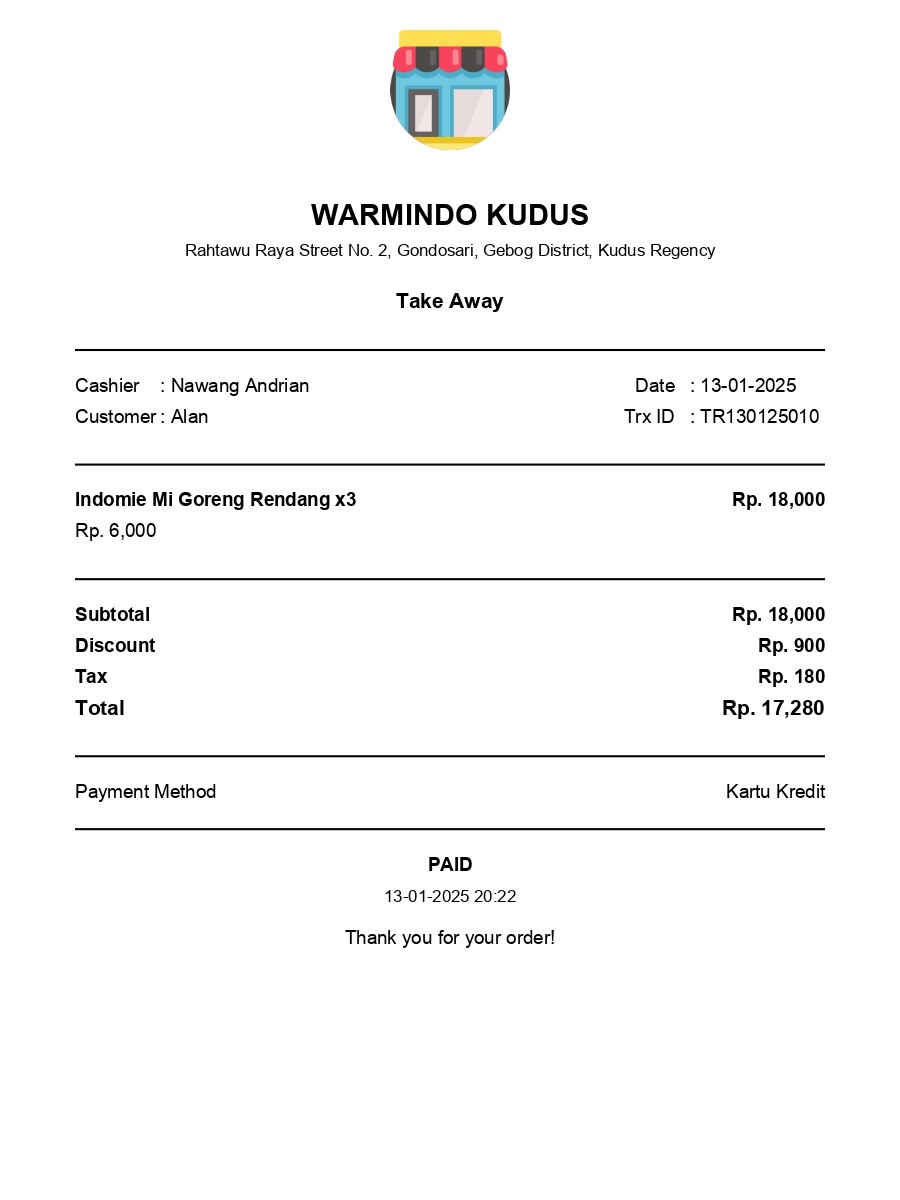 WARMINDO KUDUS
Rahtawu Raya Street No. 2, Gondosari, Gebog District, Kudus Regency
Take Away
Cashier : Nawang Andrian Date : 13-01-2025
Customer : Alan Trx ID : TR130125010
Indomie Mi Goreng Rendang x3 Rp. 18,000
Rp. 6,000
Subtotal Rp. 18,000
Discount Rp. 900
Tax Rp. 180
Total Rp. 17,280
Payment Method Kartu Kredit
PAID
13-01-2025 20:22
Thank you for your order!